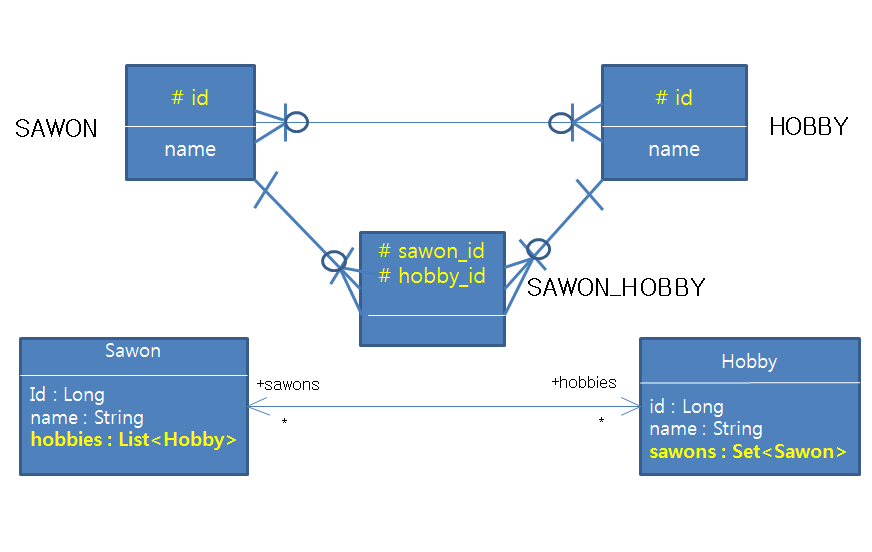 # id
# id
SAWON
HOBBY
name
name
# sawon_id
# hobby_id
SAWON_HOBBY
Sawon
Hobby
+sawons
+hobbies
Id : Long
name : String
hobbies : List<Hobby>
*
*
id : Long
name : String
sawons : Set<Sawon>